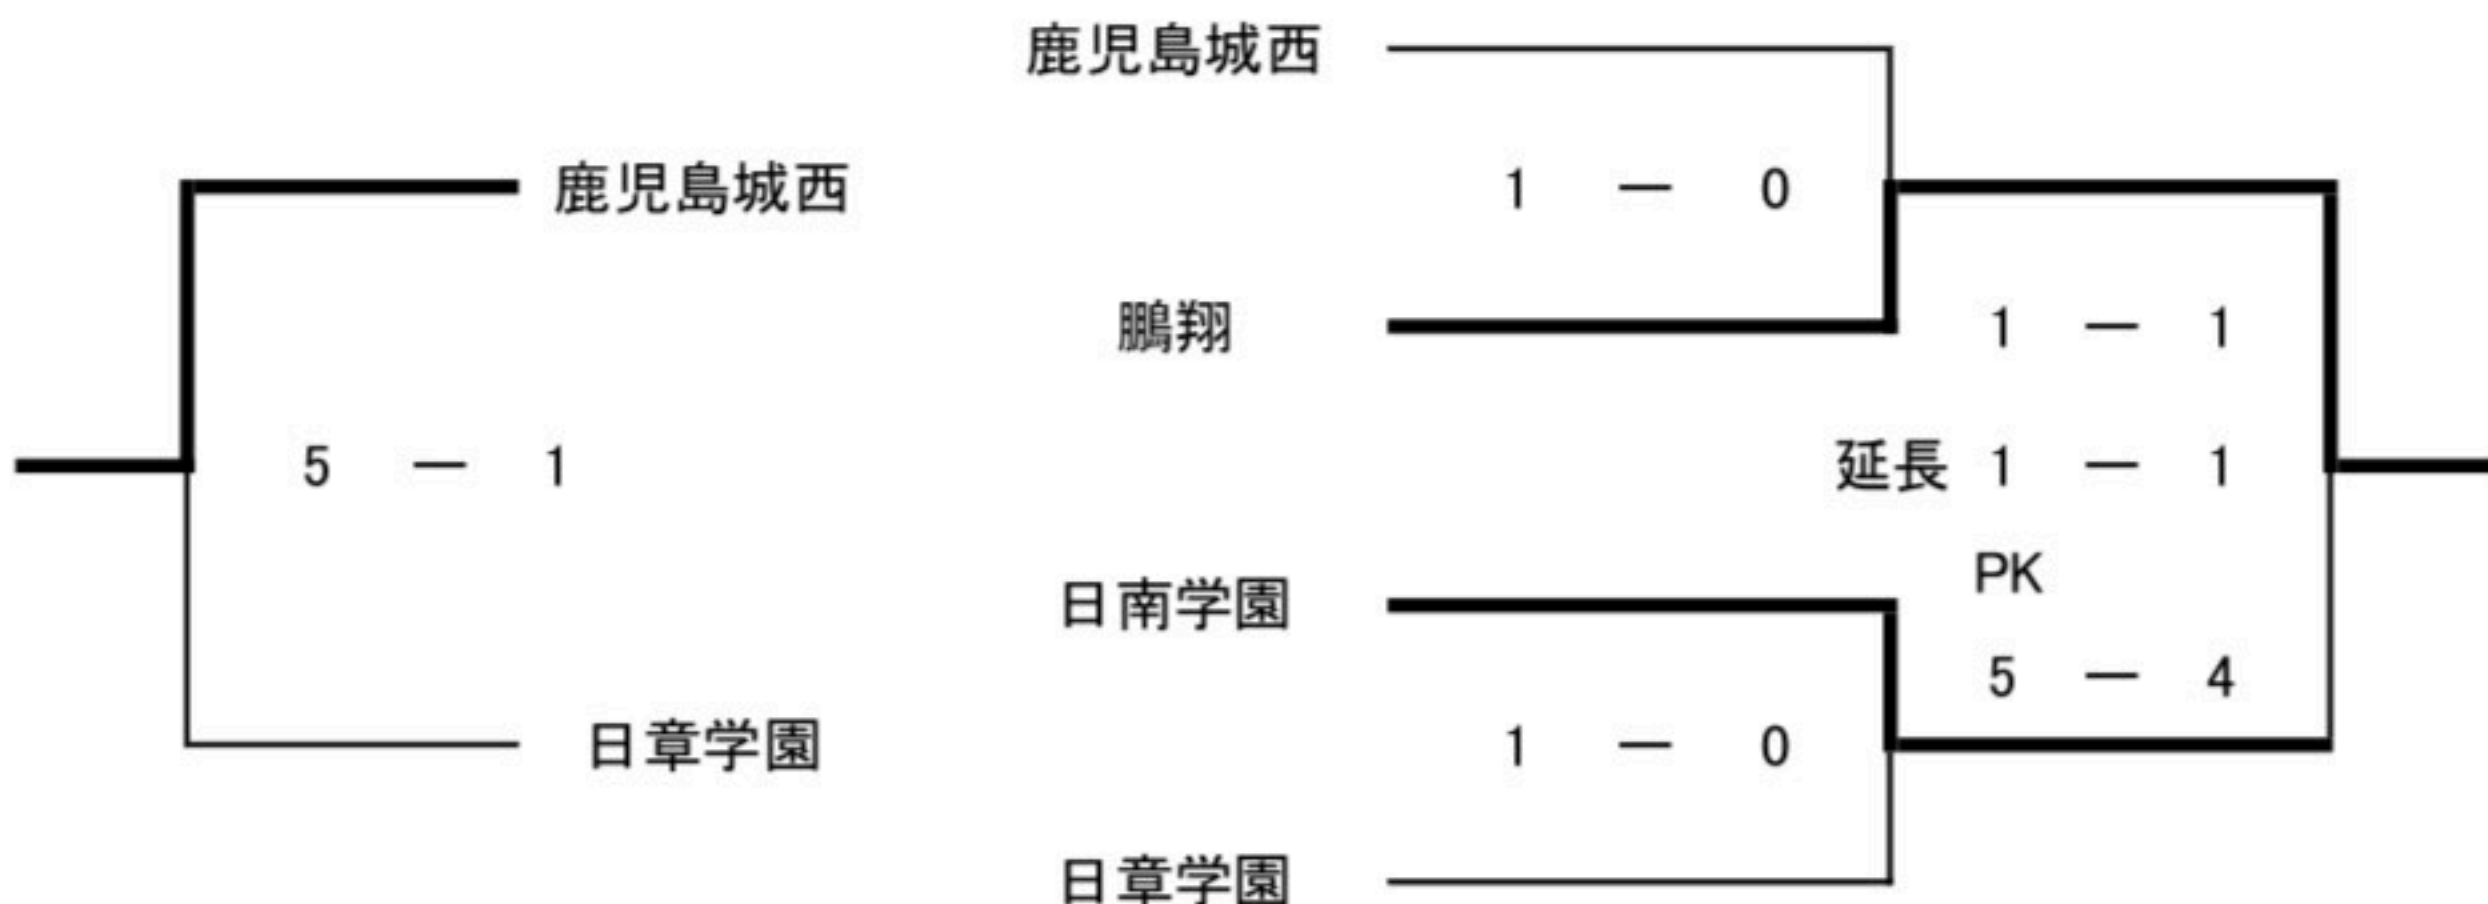 鹿児島城西
鹿児島城西
1 ― 0
鵬翔
1 ― 1
5 ― 1
延長 1 ― 1
PK
日南学園
5 ― 4
日章学園
1 ― 0
日章学園